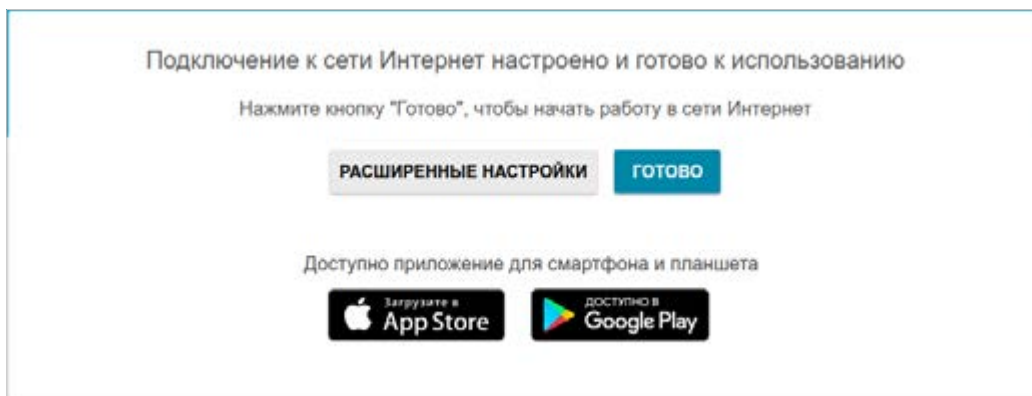 Подключение к сети Интернет настроено и готово к использованию
Нажмите кнопку "Готово", чтобы начать работу в сети Интернет
РАСШИРЕННЫЕ НАСТРОЙКИ ГОТОВО
Доступно приложение для смартфона и планшета
Загрузите в ДОСТУПНО В
App Store Google Play